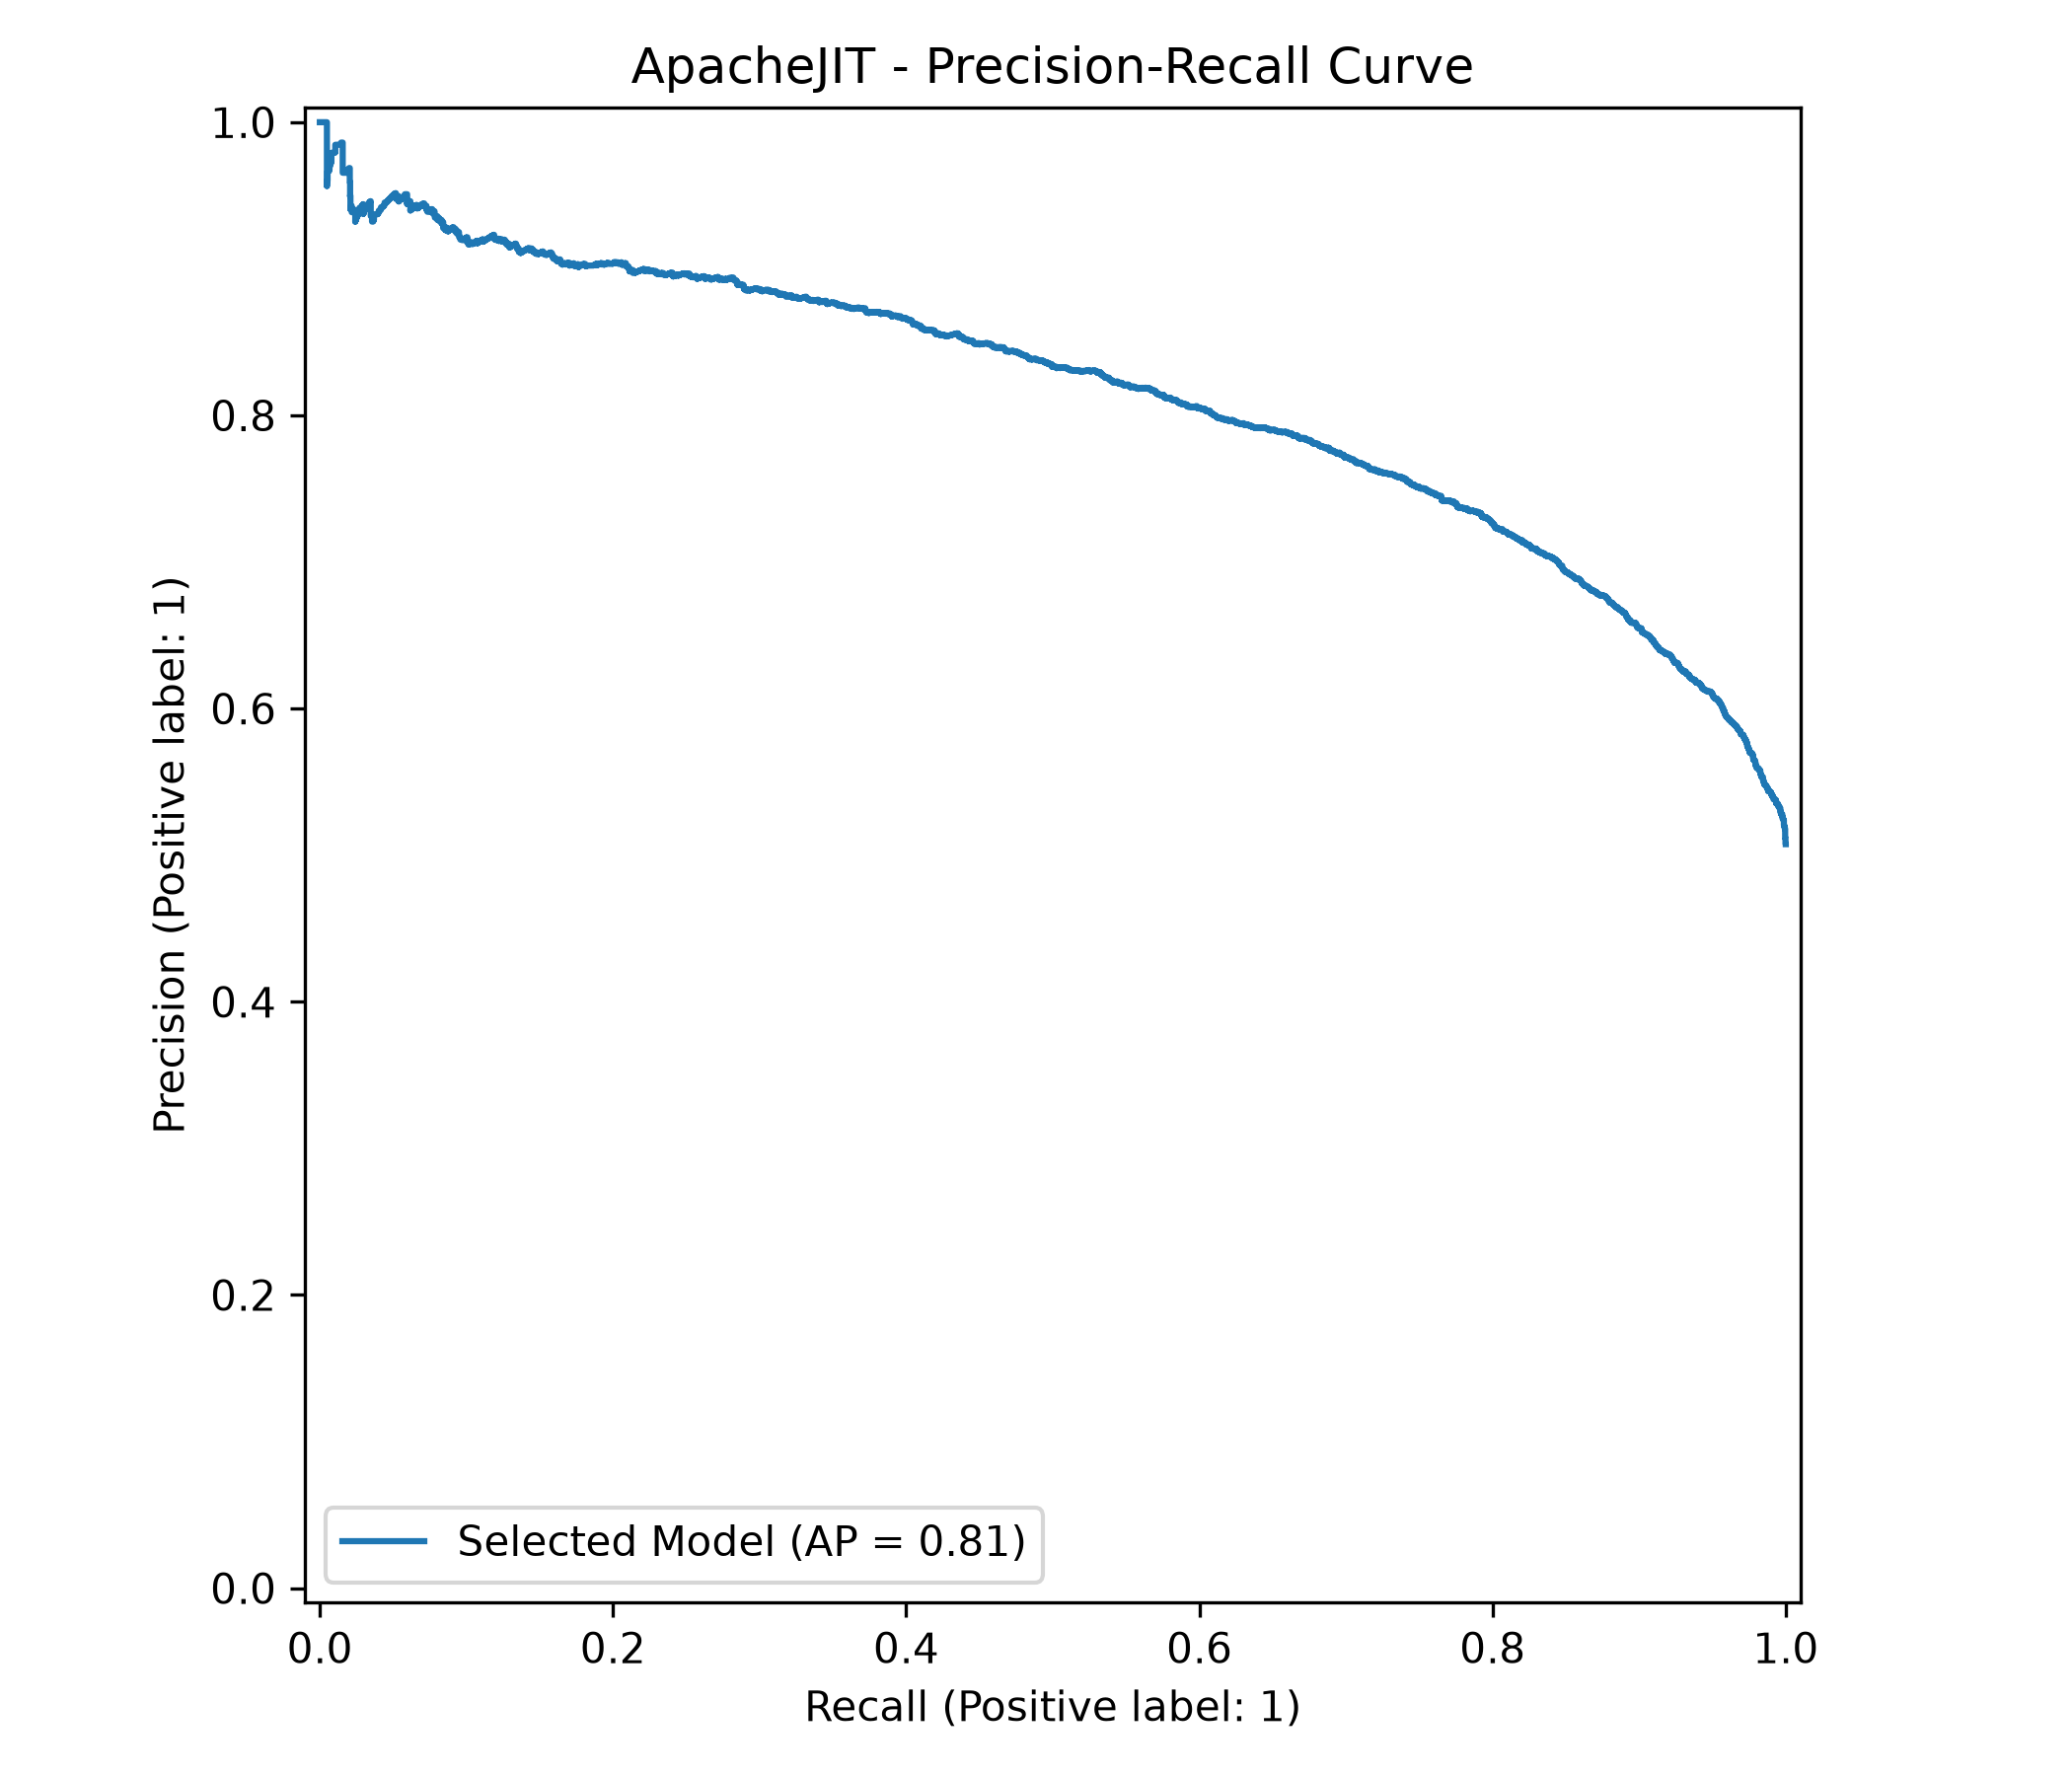 ApacheJIT - Precision-Recall Curve
1.0
0.8
0.6
0.4
0.2
0.0
Precision (Positive label: 1)
Selected Model (AP = 0.81)
0.0 0.2 0.4 0.6 0.8 1.0
Recall (Positive label: 1)